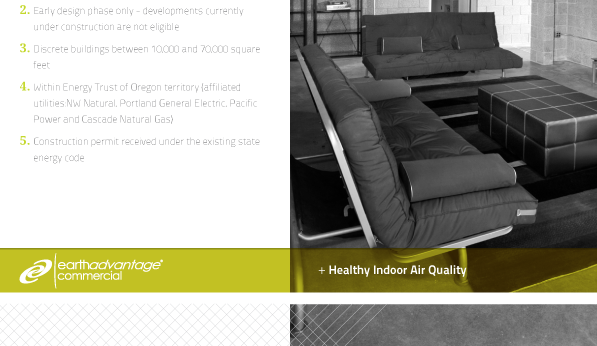 2. Early design phase only – developments currently
under construction are not eligible
3. Discrete buildings between 10,000 and 70,000 square
feet
4. Within Energy Trust of Oregon territory (affiliated
utilities NW Natural, Portland General Electric, Pacific
Power and Cascade Natural Gas)
5. Construction permit received under the existing state
energy code
earthadvantage®
commercial
+ Healthy Indoor Air Quality